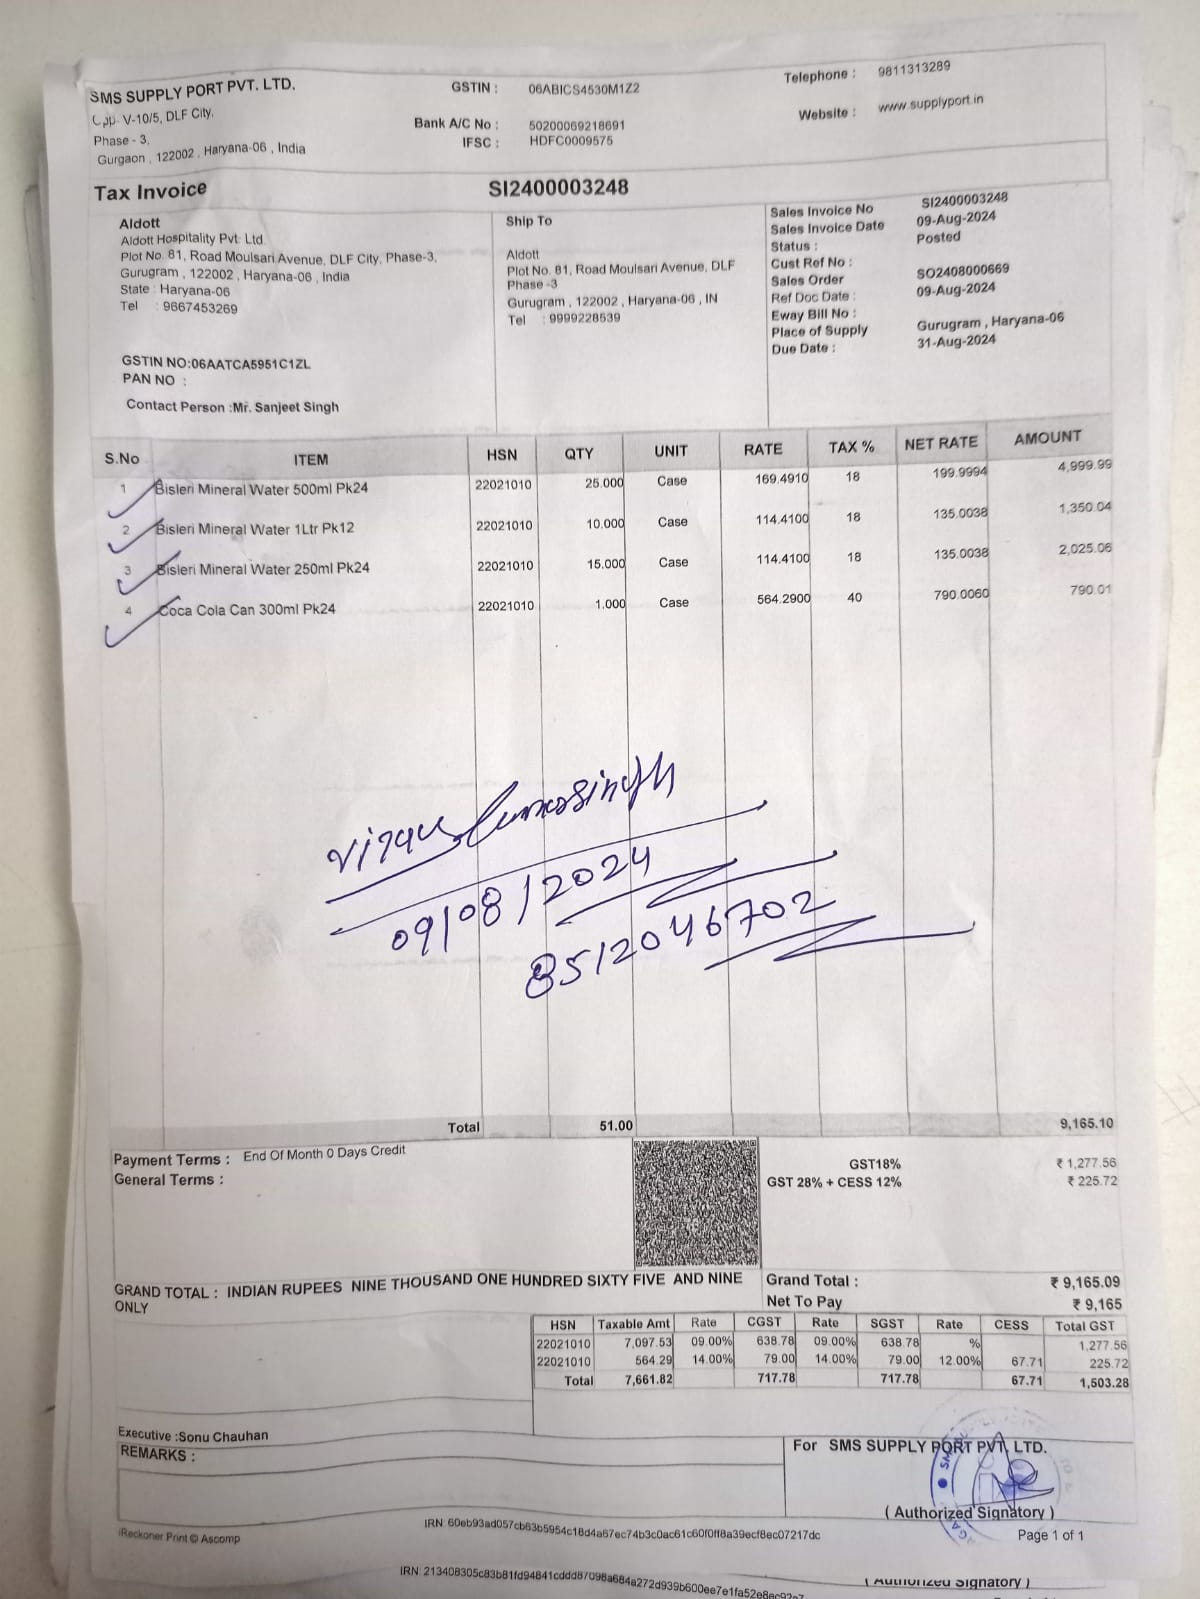 SMS SUPPLY PORT PVT. LTD.
V-10/5, DLF City,
Phase - 3,
Gurgaon , 122002 , Haryana-06 , India
GSTIN : 06ABICS4530M1Z2
Bank A/C No : 50200069218691
IFSC : HDFC0009575
Telephone : 9811313289
Website : www.supplyport.in
Tax Invoice SI2400003248
Aldott
Aldott Hospitality Pvt. Ltd.
Plot No. 81, Road Moulsari Avenue, DLF City, Phase-3,
Gurugram , 122002 , Haryana-06 , India
State : Haryana-06
Tel : 9667453269
GSTIN NO:06AATCA5951C1ZL
PAN NO :
Contact Person :Mr. Sanjeet Singh
Ship To
Aldott
Plot No. 81, Road Moulsari Avenue, DLF
Phase -3
Gurugram , 122002 , Haryana-06 , IN
Tel : 9999228539
Sales Invoice No SI2400003248
Sales Invoice Date 09-Aug-2024
Status : Posted
Cust Ref No :
Sales Order SO2408000669
Ref Doc Date : 09-Aug-2024
Eway Bill No :
Place of Supply Gurugram , Haryana-06
Due Date : 31-Aug-2024
S.No ITEM HSN QTY UNIT RATE TAX % NET RATE AMOUNT
1 Bisleri Mineral Water 500ml Pk24 22021010 25.000 Case 169.4910 18 199.9994 4,999.99
2 Bisleri Mineral Water 1Ltr Pk12 22021010 10.000 Case 114.4100 18 135.0038 1,350.04
3 Bisleri Mineral Water 250ml Pk24 22021010 15.000 Case 114.4100 18 135.0038 2,025.06
4 Coca Cola Can 300ml Pk24 22021010 1.000 Case 564.2900 40 790.0060 790.01
09/08/2024
8512046702
Total 51.00 9,165.10
Payment Terms : End Of Month 0 Days Credit
General Terms :
GST18% ₹ 1,277.56
GST 28% + CESS 12% ₹ 225.72
GRAND TOTAL : INDIAN RUPEES NINE THOUSAND ONE HUNDRED SIXTY FIVE AND NINE
ONLY
Grand Total : ₹ 9,165.09
Net To Pay ₹ 9,165
HSN Taxable Amt Rate CGST Rate SGST Rate CESS Total GST
22021010 7,097.53 09.00% 638.78 09.00% 638.78 % 1,277.56
22021010 564.29 14.00% 79.00 14.00% 79.00 12.00% 67.71 225.72
Total 7,661.82 717.78 717.78 67.71 1,503.28
Executive :Sonu Chauhan
REMARKS :
For SMS SUPPLY PORT PVT. LTD.
( Authorized Signatory )
iReckoner Print © Ascomp
IRN: 60eb93ad057cb63b5954c18d4a67ec74b3c0ac61c60f0ff8a39ecf8ec07217dc
Page 1 of 1
( Authorized Signatory )